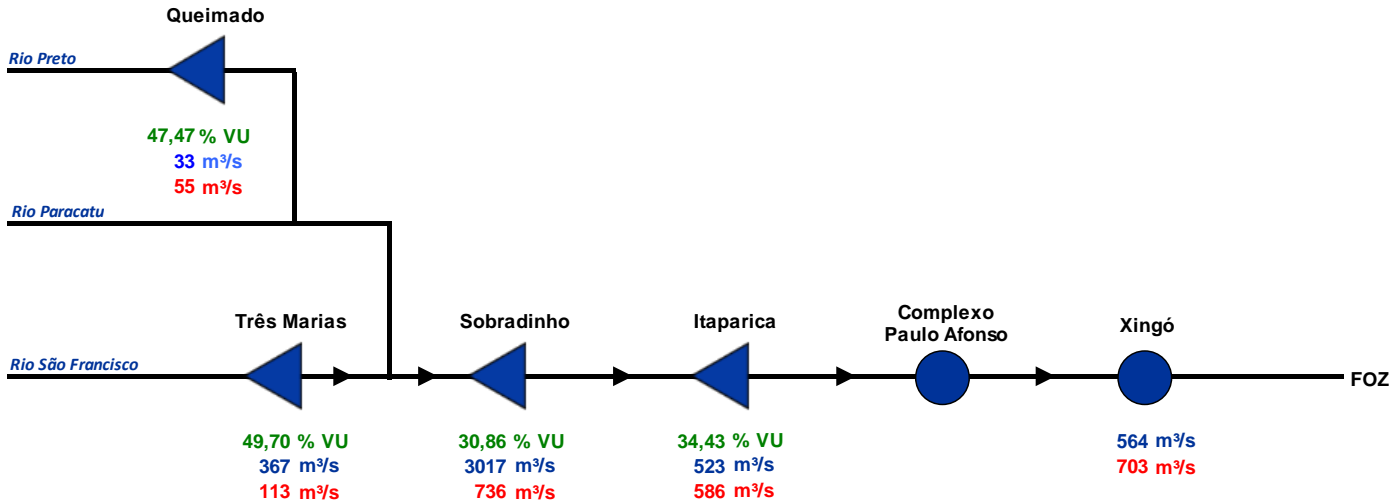 Queimado
Rio Preto
47,47 % VU
33 m³/s
55 m³/s
Rio Paracatu
Três Marias
Sobradinho
Itaparica
Complexo
Paulo Afonso
Xingó
Rio São Francisco
FOZ
49,70 % VU
367 m³/s
113 m³/s
30,86 % VU
3017 m³/s
736 m³/s
34,43 % VU
523 m³/s
586 m³/s
564 m³/s
703 m³/s